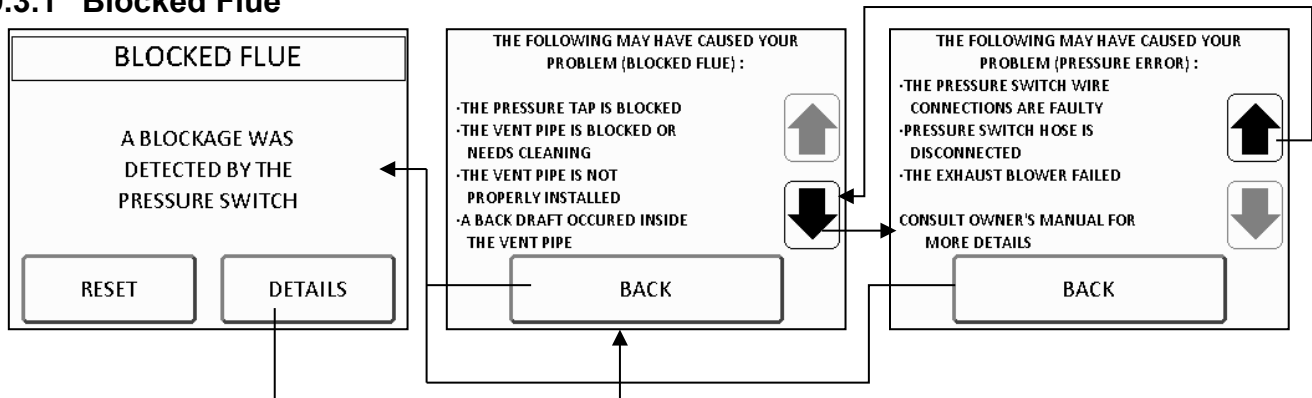 .3.1 Blocked Flue
BLOCKED FLUE
A BLOCKAGE WAS
DETECTED BY THE
PRESSURE SWITCH
RESET
DETAILS
THE FOLLOWING MAY HAVE CAUSED YOUR
PROBLEM (BLOCKED FLUE) :
·THE PRESSURE TAP IS BLOCKED
·THE VENT PIPE IS BLOCKED OR
NEEDS CLEANING
·THE VENT PIPE IS NOT
PROPERLY INSTALLED
·A BACK DRAFT OCCURED INSIDE
THE VENT PIPE
BACK
THE FOLLOWING MAY HAVE CAUSED YOUR
PROBLEM (PRESSURE ERROR) :
·THE PRESSURE SWITCH WIRE
CONNECTIONS ARE FAULTY
·PRESSURE SWITCH HOSE IS
DISCONNECTED
·THE EXHAUST BLOWER FAILED
CONSULT OWNER'S MANUAL FOR
MORE DETAILS
BACK